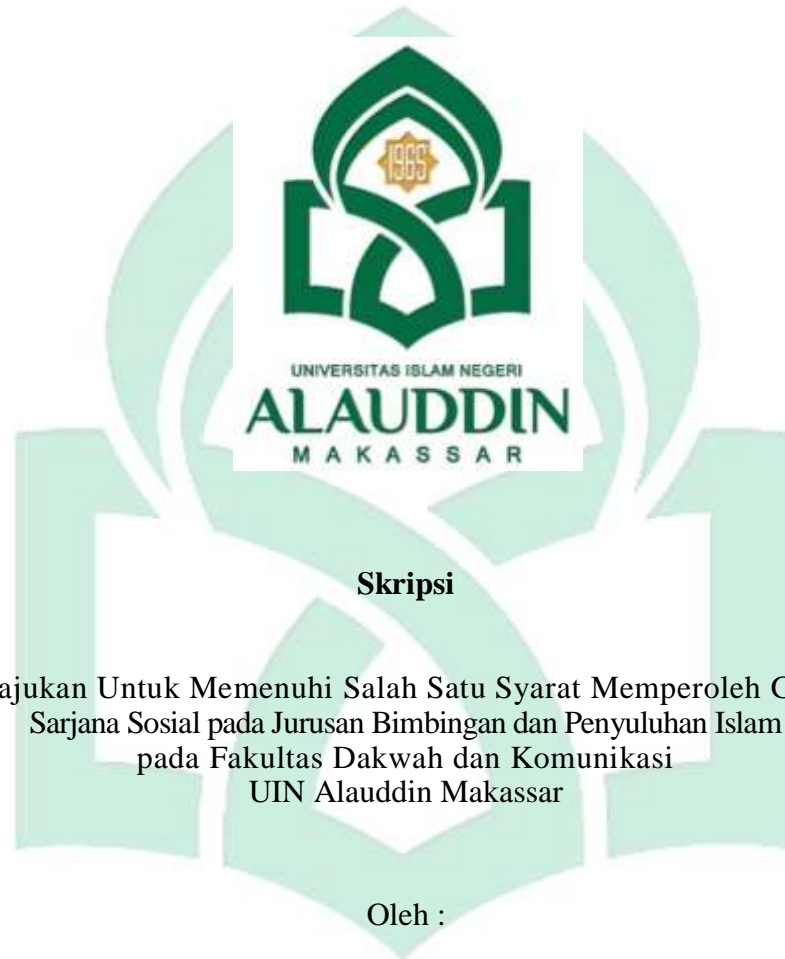 1965
UNIVERSITAS ISLAM NEGERI
ALAUDDIN
MAKASSAR
Skripsi
ajukan Untuk Memenuhi Salah Satu Syarat Memperoleh
Sarjana Sosial pada Jurusan Bimbingan dan Penyuluhan Islam
pada Fakultas Dakwah dan Komunikasi
UIN Alauddin Makassar
Oleh :